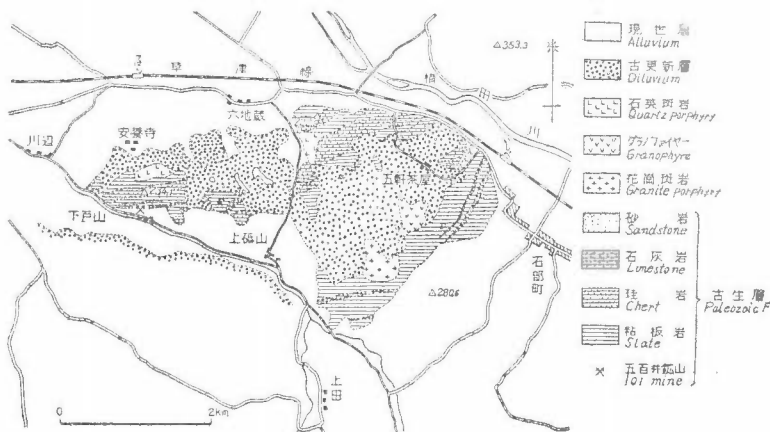 草津線
△353.3
六地蔵
安養寺
川辺
下戸山
上砥山
五軒茶屋
石部町
△280.6
上田
0 2km
現世層
Alluvium
古更新層
Diluvium
石英斑岩
Quartz porphyry
グラノファイヤー
Granophyre
花崗斑岩
Granite porphyry
砂岩
Sandstone
石灰岩
Limestone
珪岩
Chert
粘板岩
Slate
五百井鉱山
Ioi mine
古生層
Paleozoic F